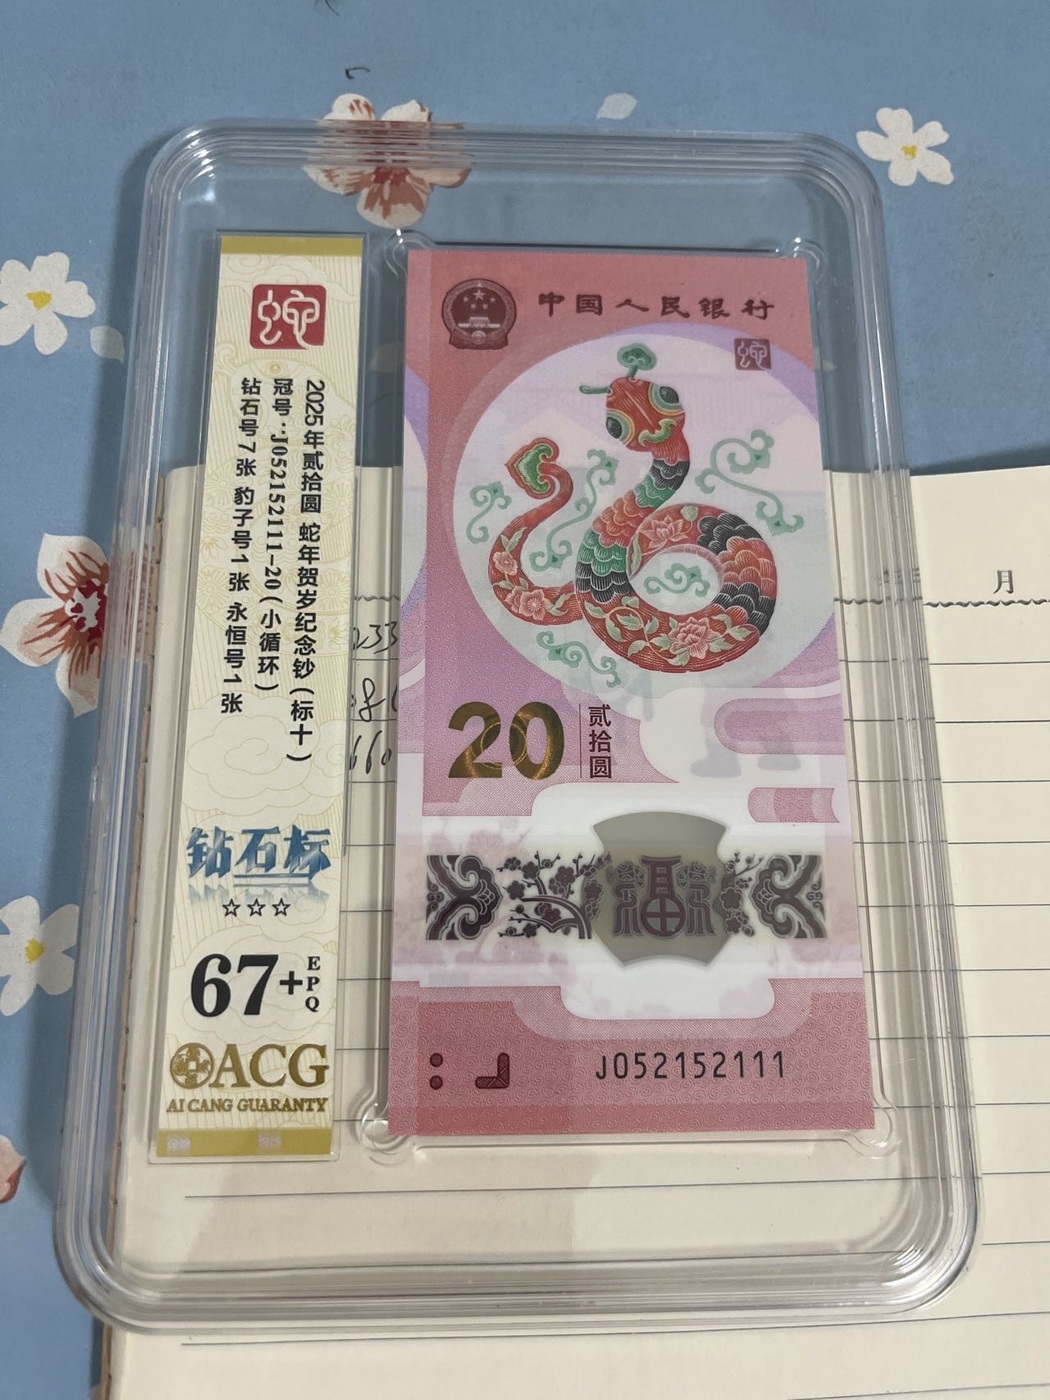 蛇
2025年贰拾圆 蛇年贺岁纪念钞(标十)
冠号:J052152111-20(小循环)
钻石号7张 豹子号1张 永恒号1张
钻石标
☆☆☆
67+EPQ
ACG
AI CANG GUARANTY
中国人民银行
蛇
20
贰拾圆
福
J052152111
月